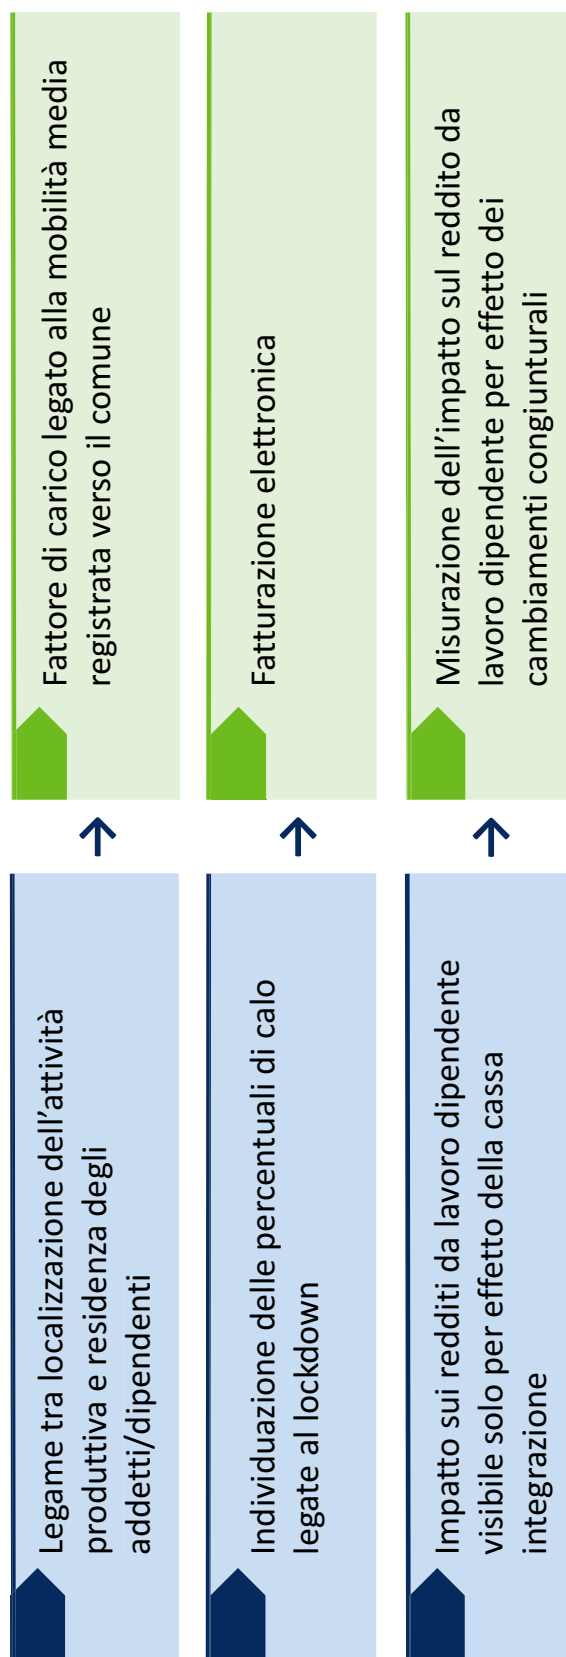 Legame tra localizzazione dell’attività
produttiva e residenza degli
addetti/dipendenti
Fattore di carico legato alla mobilità media
registrata verso il comune
Individuazione delle percentuali di calo
legate al lockdown
Fatturazione elettronica
Impatto sui redditi da lavoro dipendente
visibile solo per effetto della cassa
integrazione
Misurazione dell’impatto sul reddito da
lavoro dipendente per effetto dei
cambiamenti congiunturali